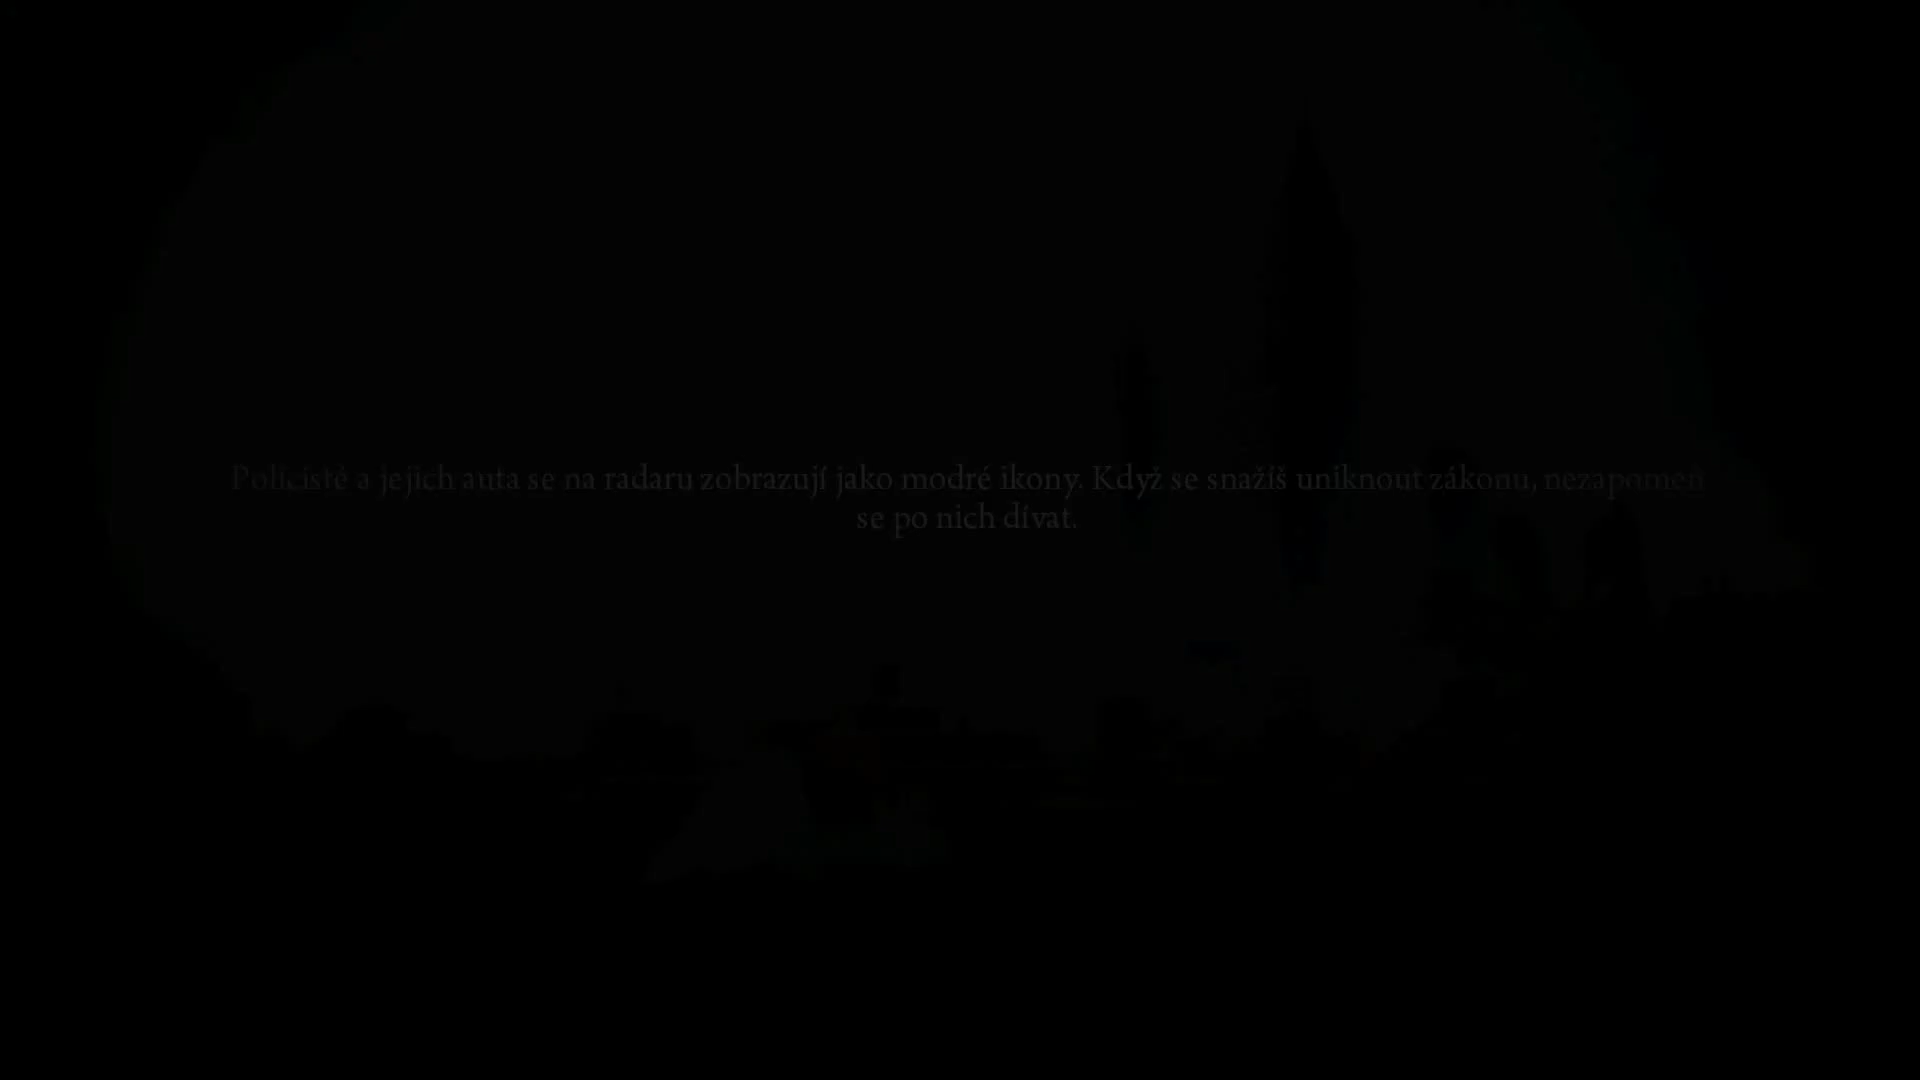 Policisté a jejich auta se na radaru zobrazují jako modré ikony. Když se snažíš uniknout zákonu, nezapomeň
se po nich dívat.